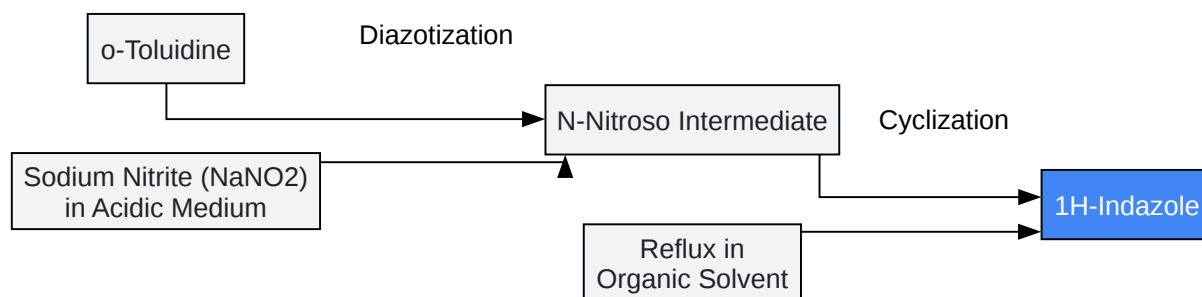 o-Toluidine
Diazotization
N-Nitroso Intermediate
Cyclization
Sodium Nitrite (NaNO2)
in Acidic Medium
1H-Indazole
Reflux in
Organic Solvent